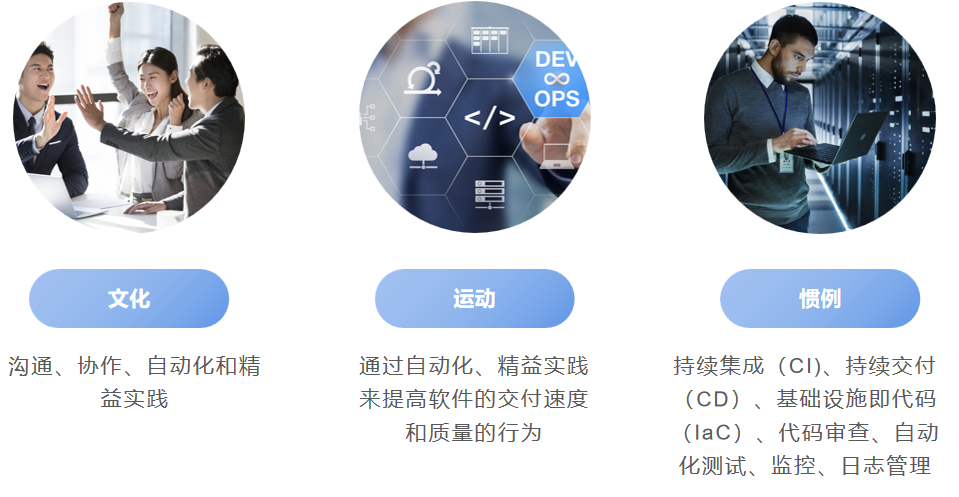 DEV
OPS
</>
文化
运动
惯例
沟通、协作、自动化和精
益实践
通过自动化、精益实践
来提高软件的交付速度
和质量的行为
持续集成（CI)、持续交付
（CD）、基础设施即代码
（IaC）、代码审查、自动
化测试、监控、日志管理